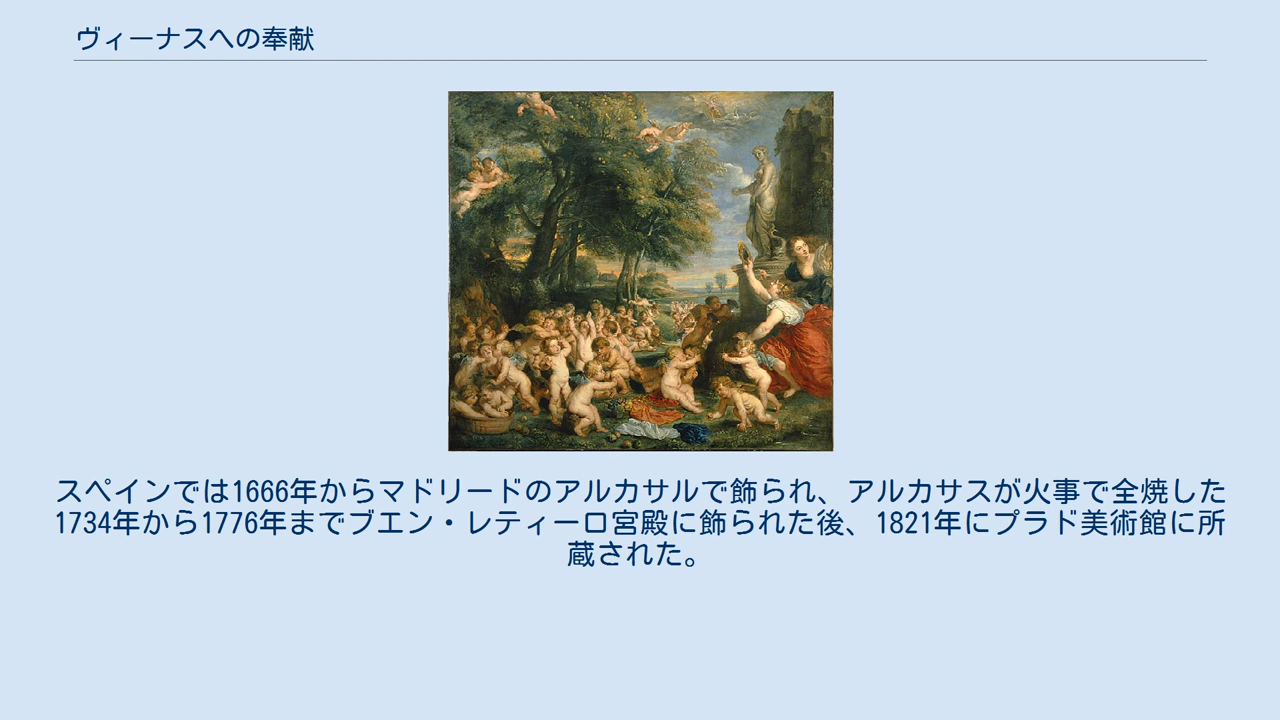 ヴィーナスへの奉献
スペインでは1666年からマドリードのアルカサルで飾られ、アルカサスが火事で全焼した
1734年から1776年までブエン・レティーロ宮殿に飾られた後、1821年にプラド美術館に所
蔵された。